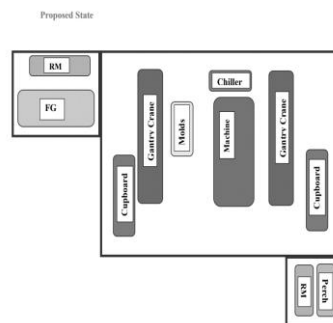 Proposed State
RM
FG
Gantry Crane
Molds
Chiller
Machine
Gantry Crane
Cupboard
Cupboard
RM
Perch